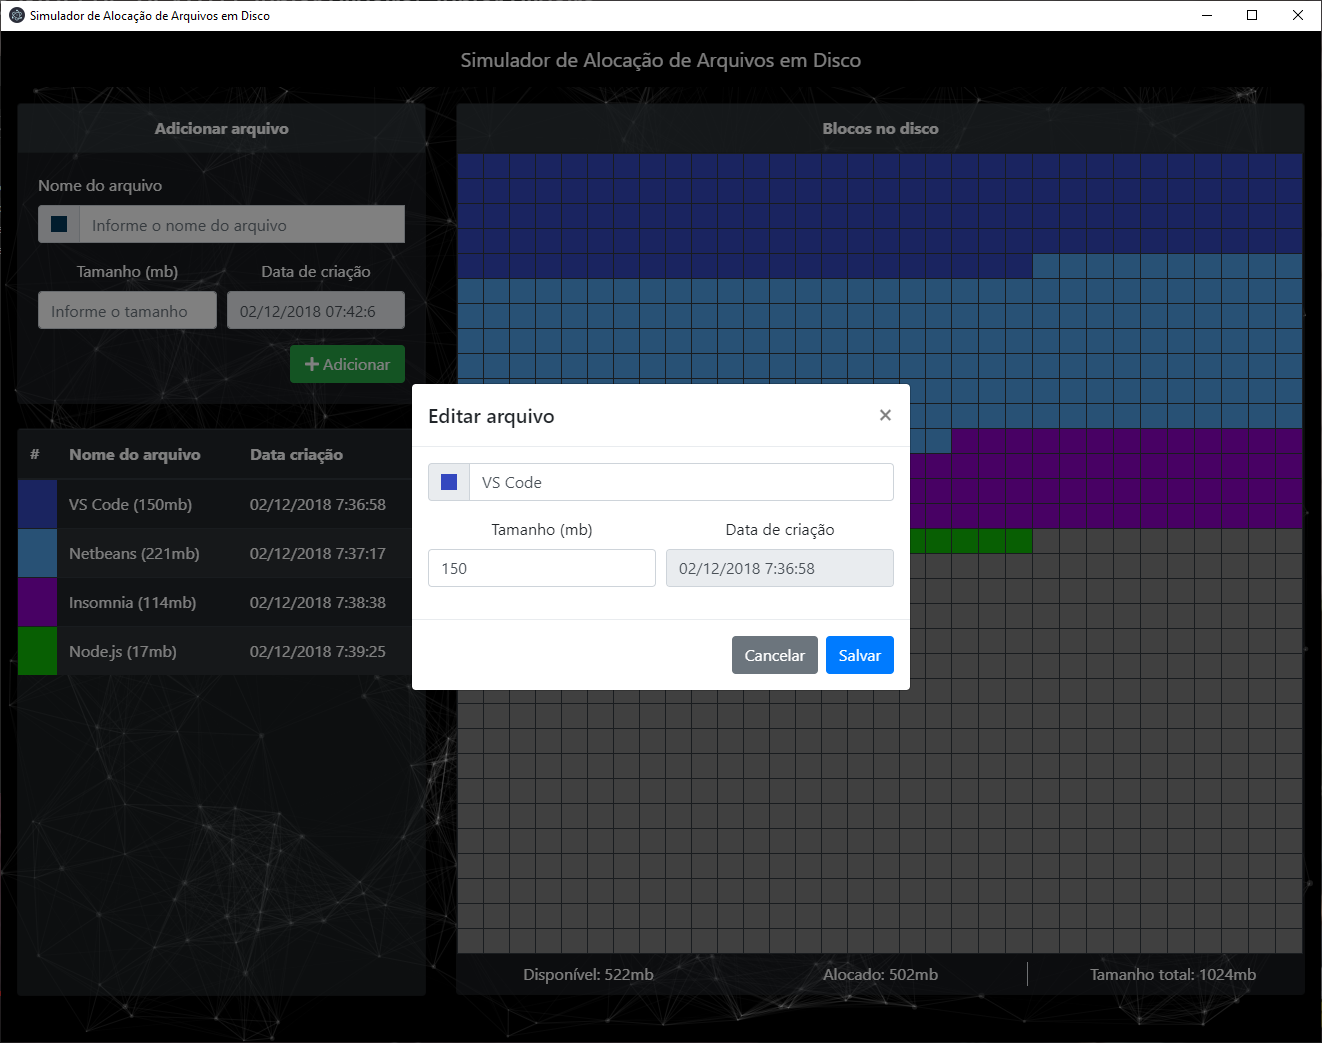 Simulador de Alocação de Arquivos em Disco
Simulador de Alocação de Arquivos em Disco
Adicionar arquivo
Nome do arquivo
Informe o nome do arquivo
Tamanho (mb) Data de criação
Informe o tamanho 02/12/2018 07:42:6
Adicionar
# Nome do arquivo Data criação
VS Code (150mb) 02/12/2018 7:36:58
Netbeans (221mb) 02/12/2018 7:37:17
Insomnia (114mb) 02/12/2018 7:38:38
Node.js (17mb) 02/12/2018 7:39:25
Blocos no disco
Disponível: 522mb Alocado: 502mb Tamanho total: 1024mb
Editar arquivo
VS Code
Tamanho (mb) Data de criação
150 02/12/2018 7:36:58
Cancelar Salvar